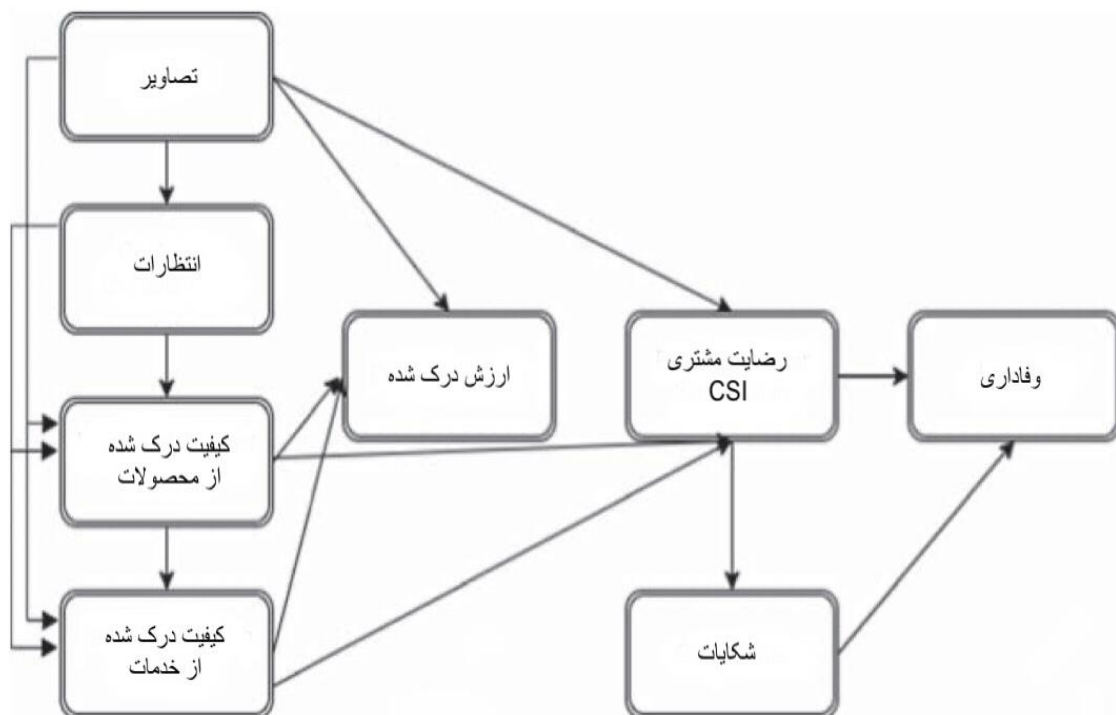 تصاویر
انتظارات
ارزش درک شده
رضایت مشتری
CSI
وفاداری
کیفیت درک شده
از محصولات
کیفیت درک شده
از خدمات
شکایات